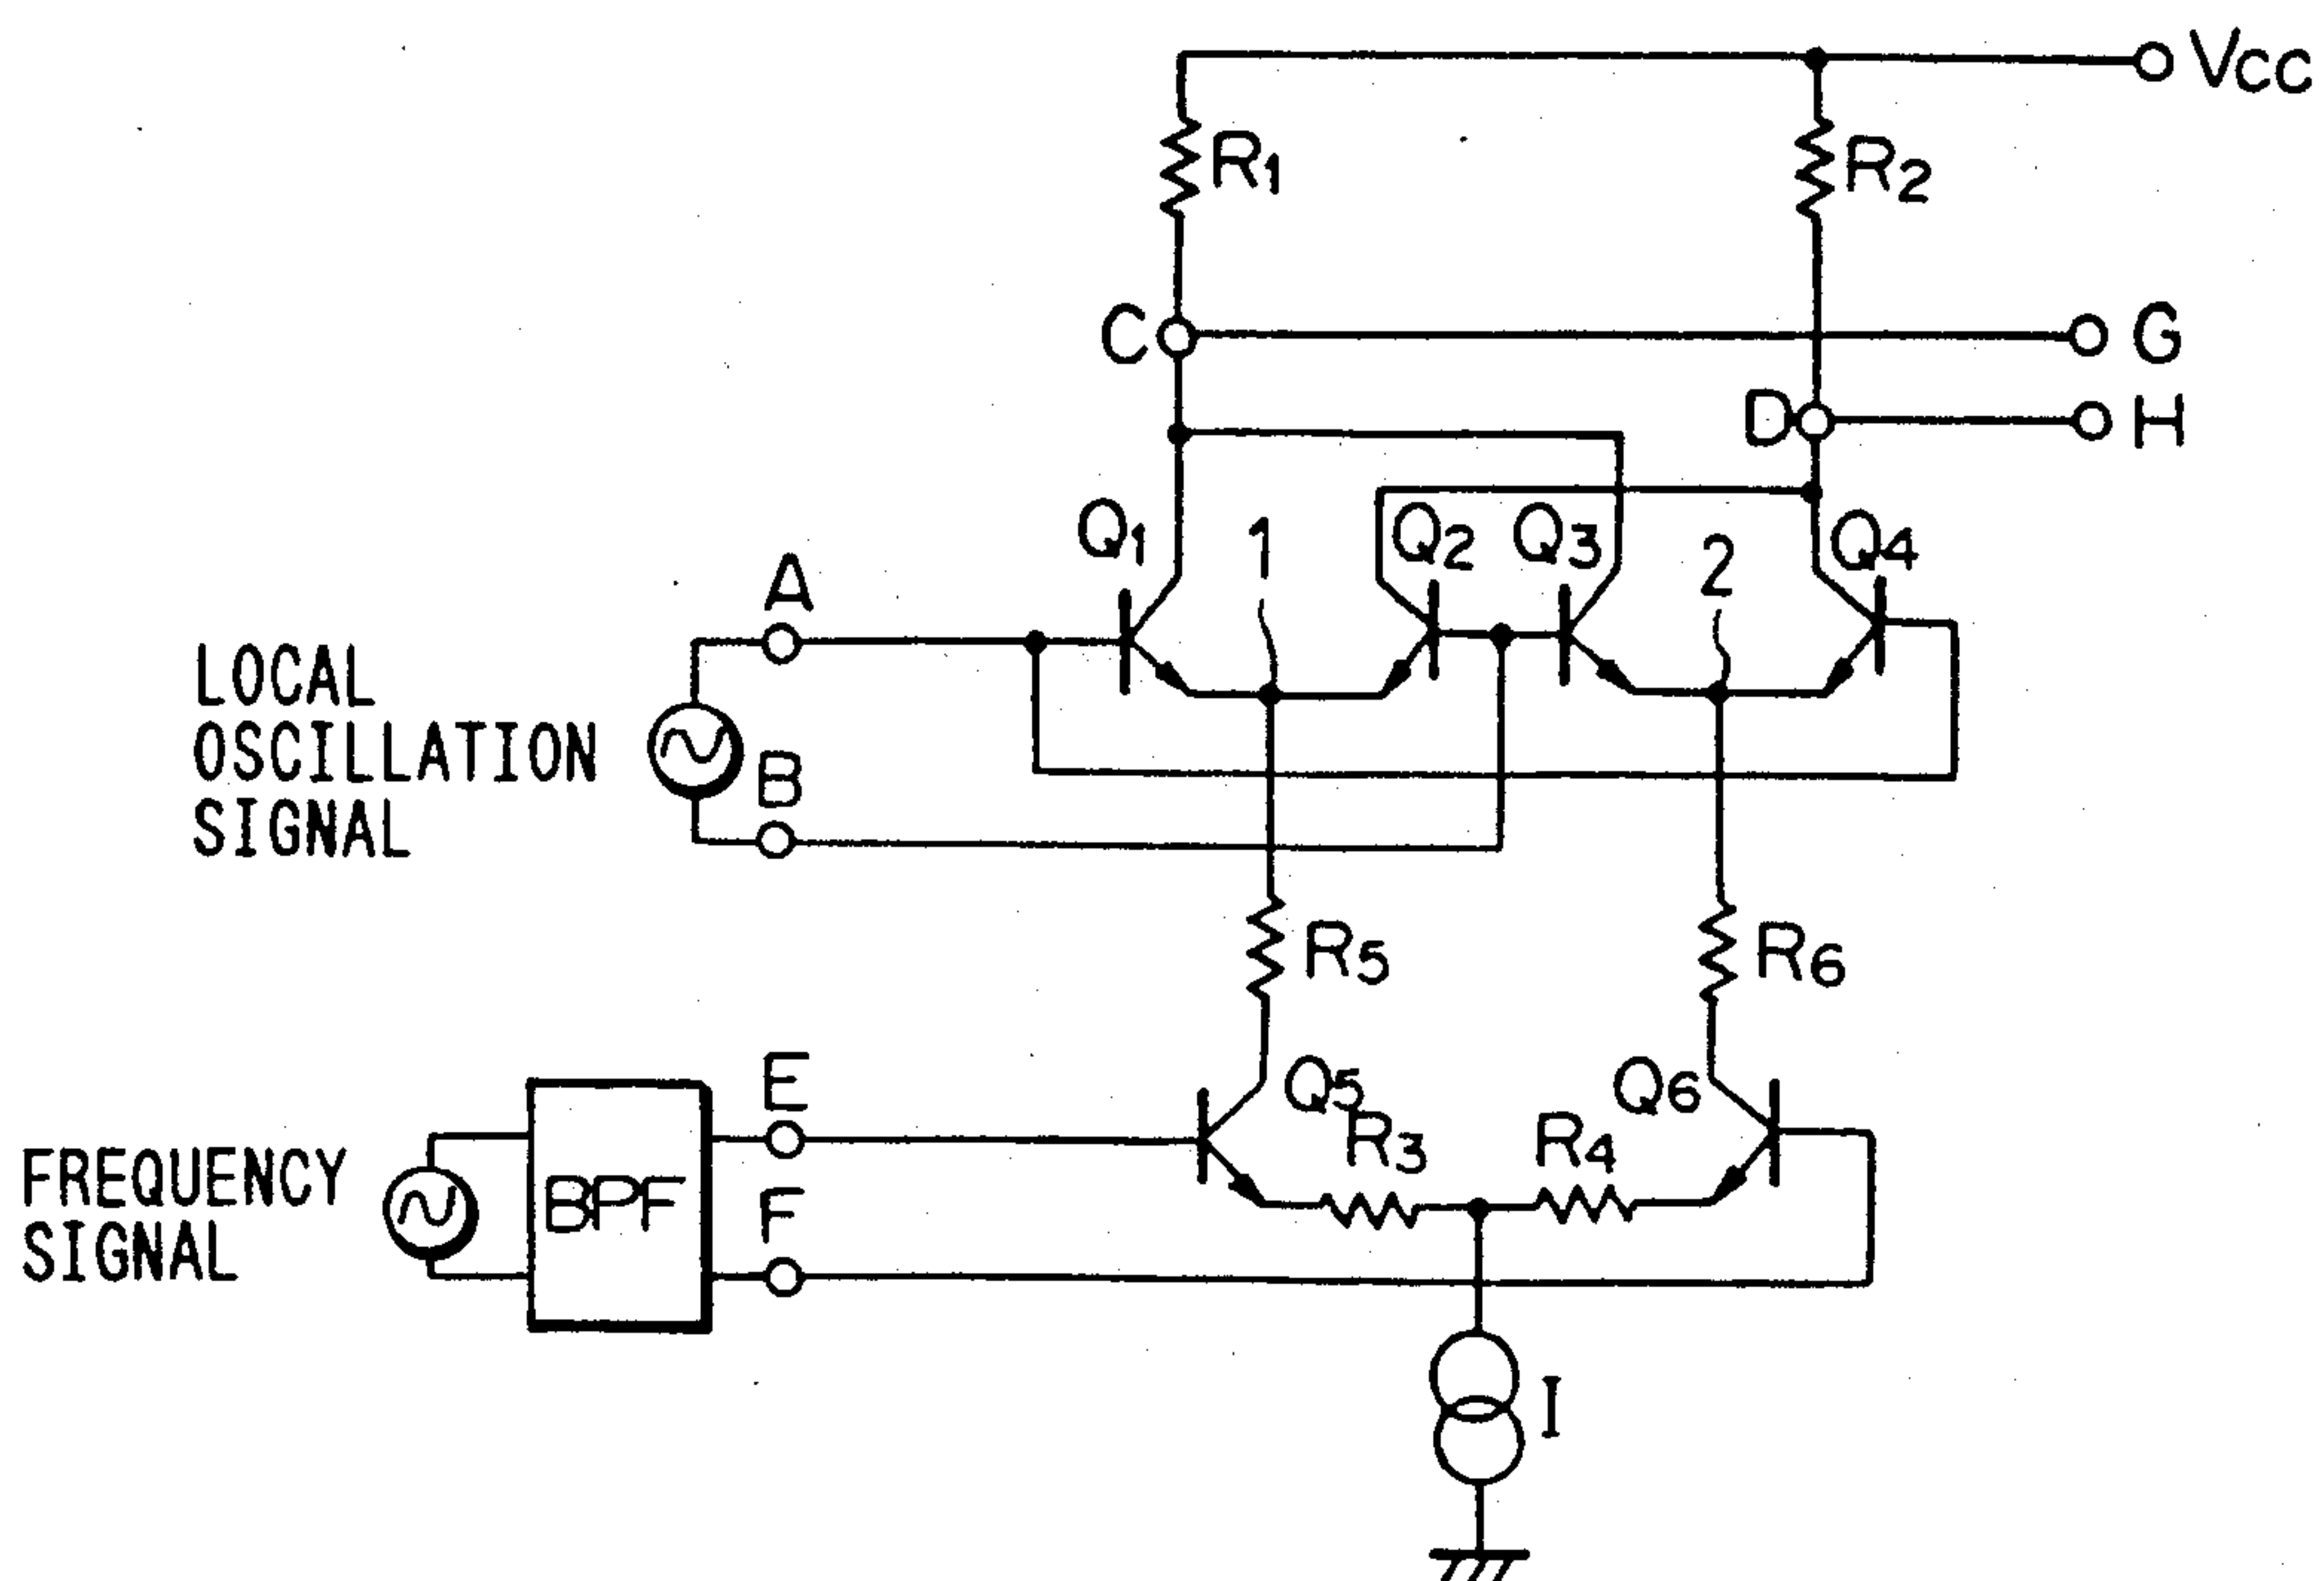 Vcc
R1
R2
C
G
D
H
Q1
1
Q2
Q3
2
Q4
A
LOCAL
OSCILLATION
SIGNAL
B
R5
R6
E
Q5
Q6
R3
R4
FREQUENCY
SIGNAL
BPF
F
I